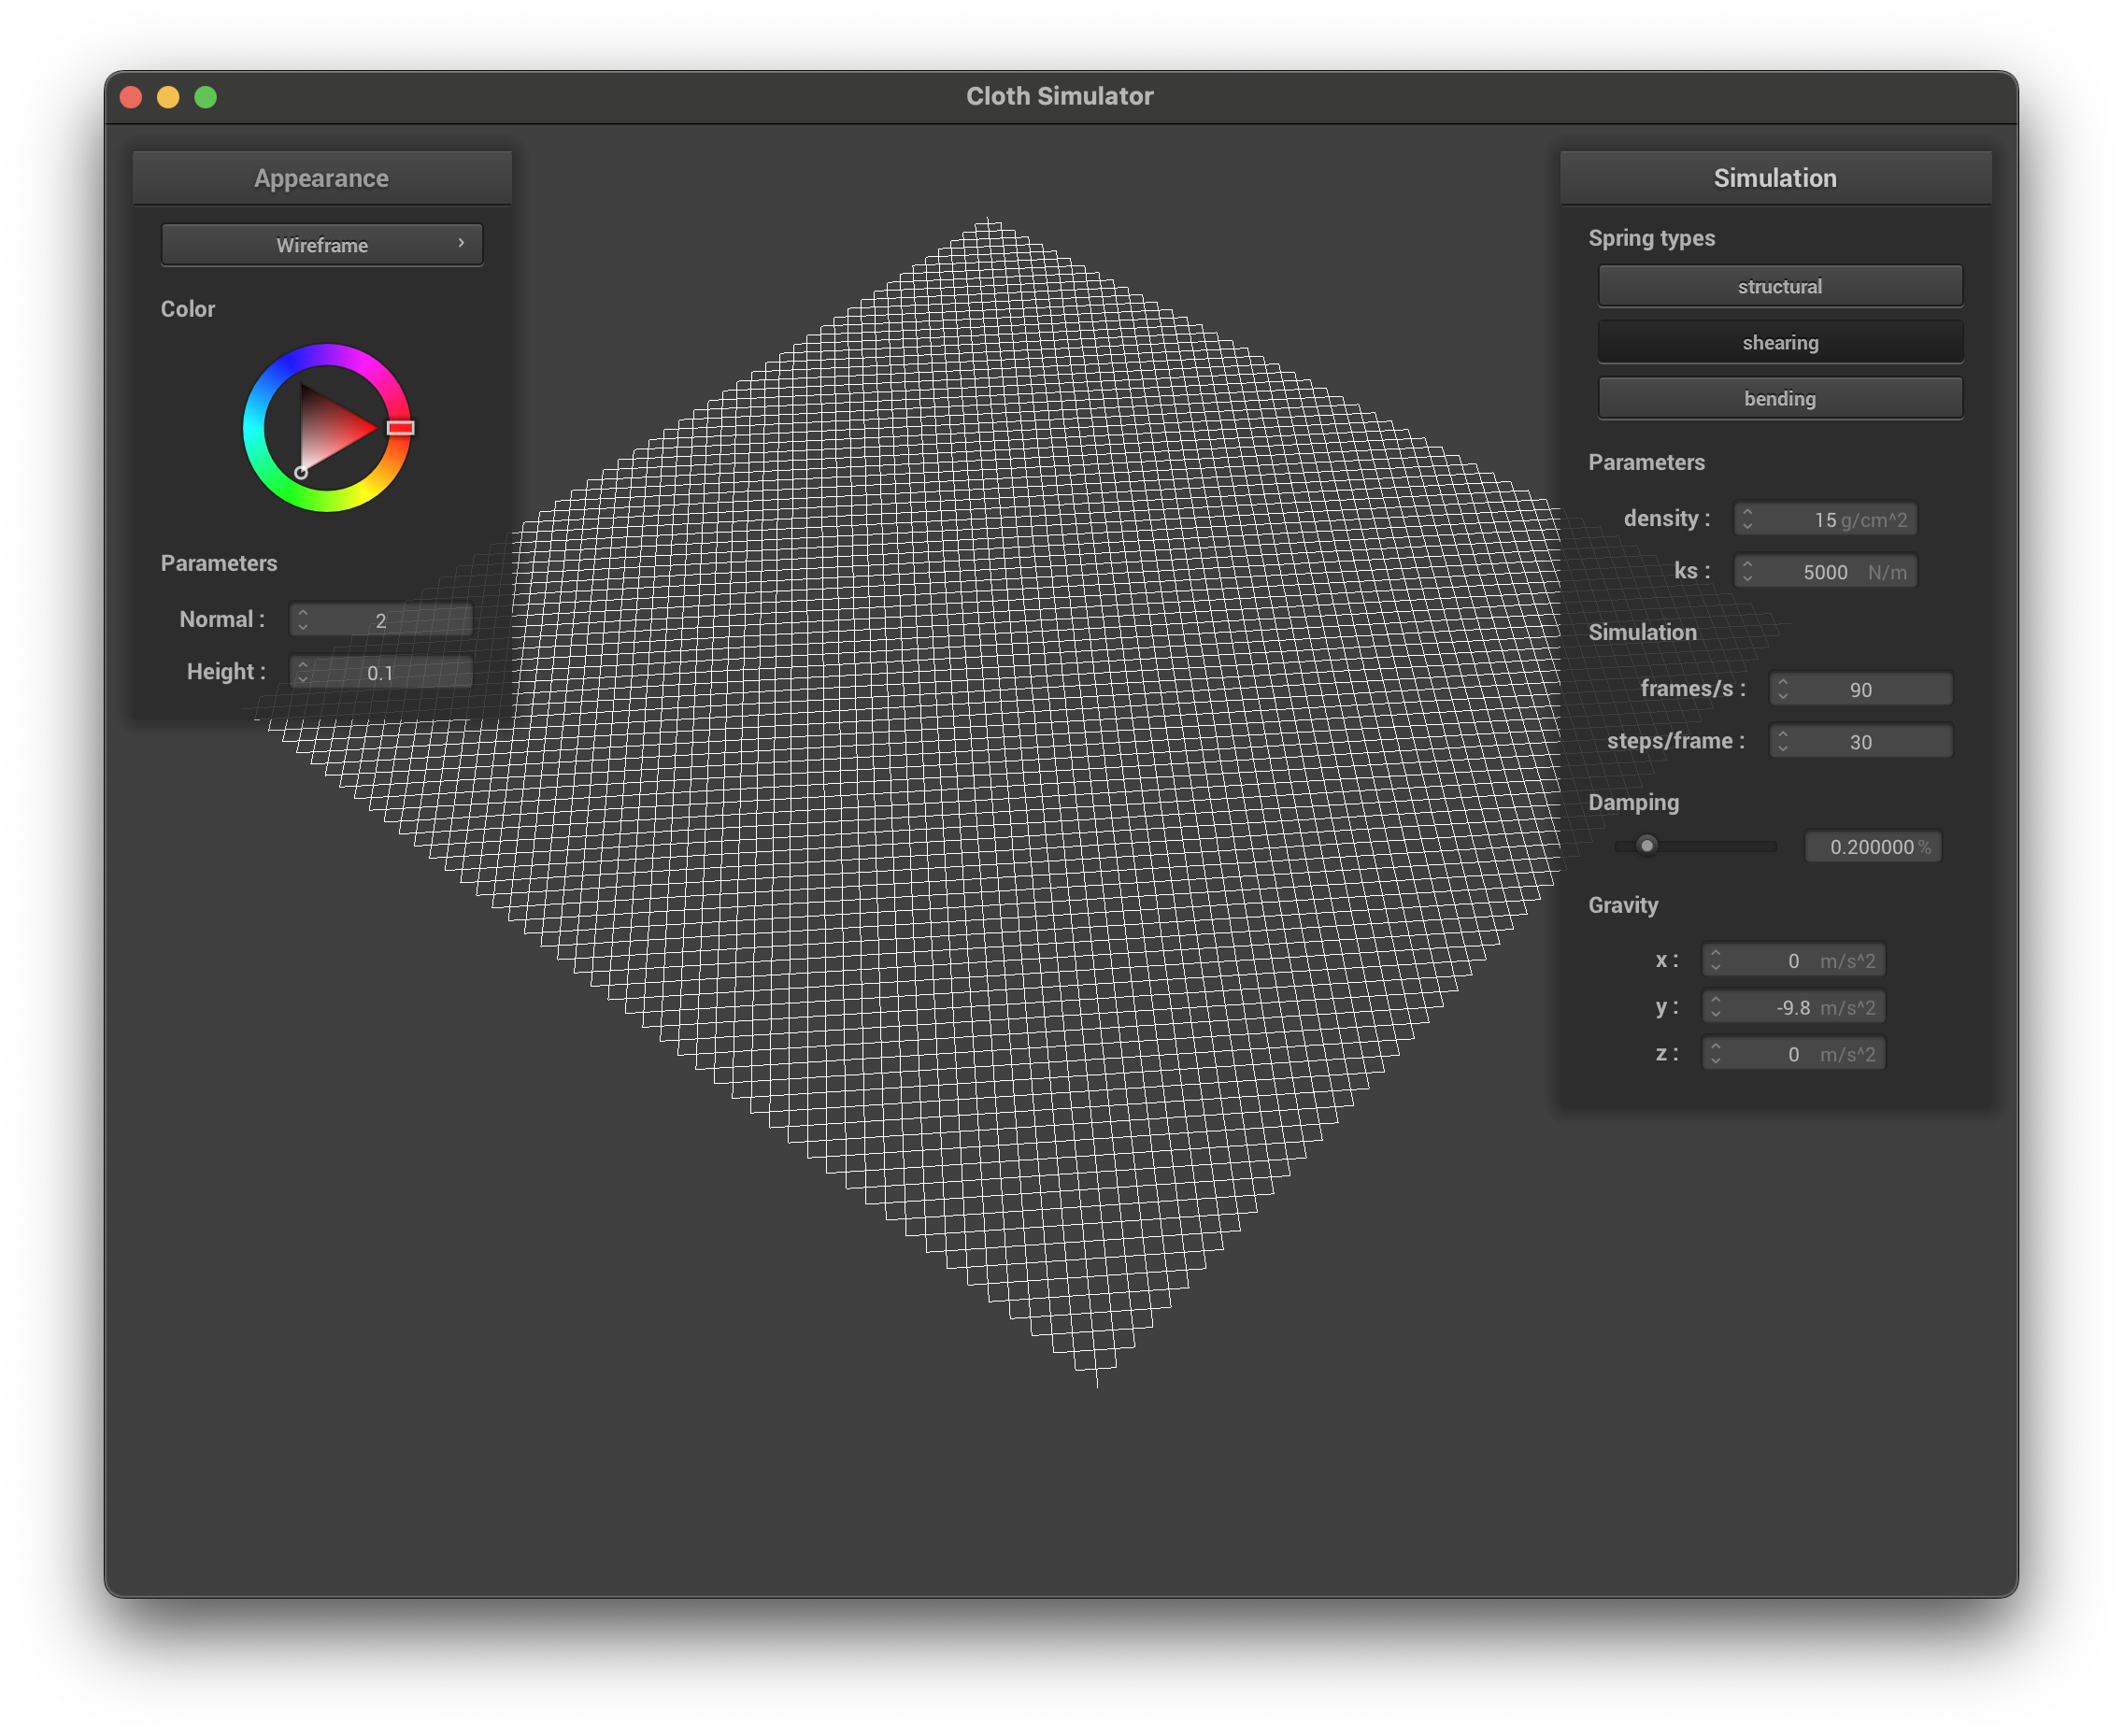 Cloth Simulator
Appearance
Wireframe
Color
Parameters
Normal : 2
Height : 0.1
Simulation
Spring types
structural
shearing
bending
Parameters
density : 15 g/cm^2
ks : 5000 N/m
Simulation
frames/s : 90
steps/frame : 30
Damping
0.200000 %
Gravity
x : 0 m/s^2
y : -9.8 m/s^2
z : 0 m/s^2